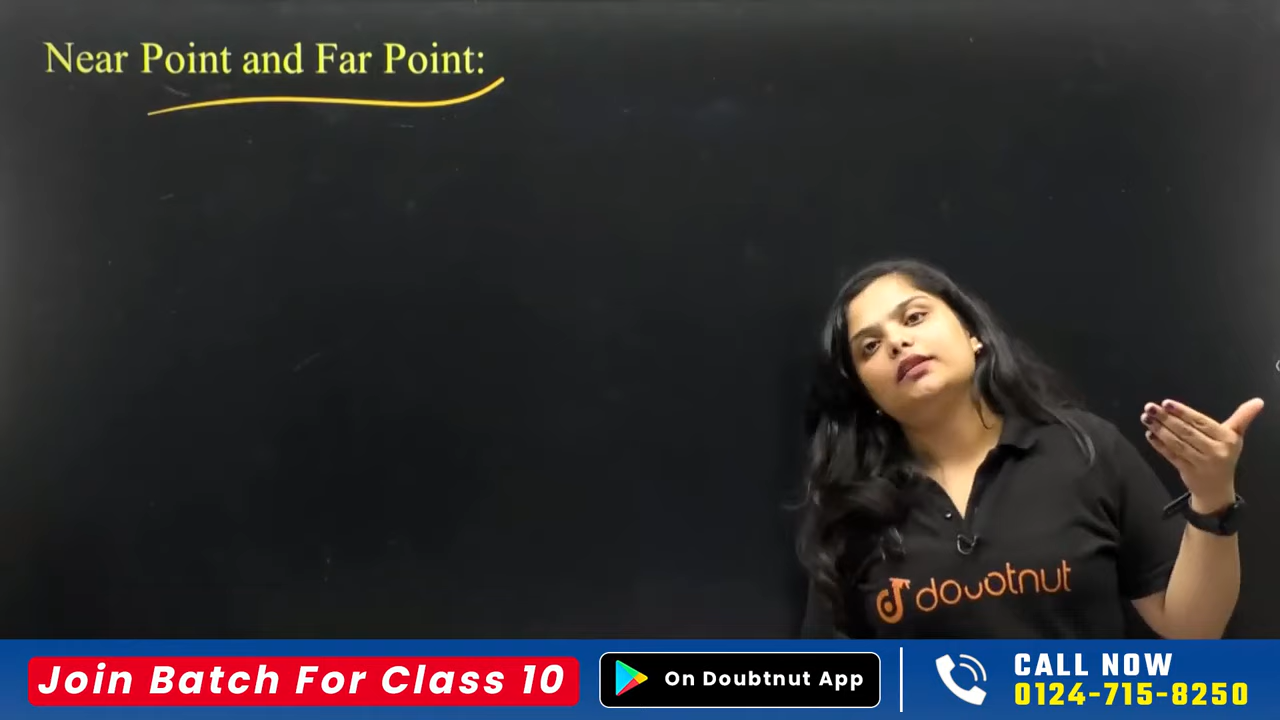 Near Point and Far Point:
doubtnut
Join Batch For Class 10
On Doubtnut App
CALL NOW
0124-715-8250